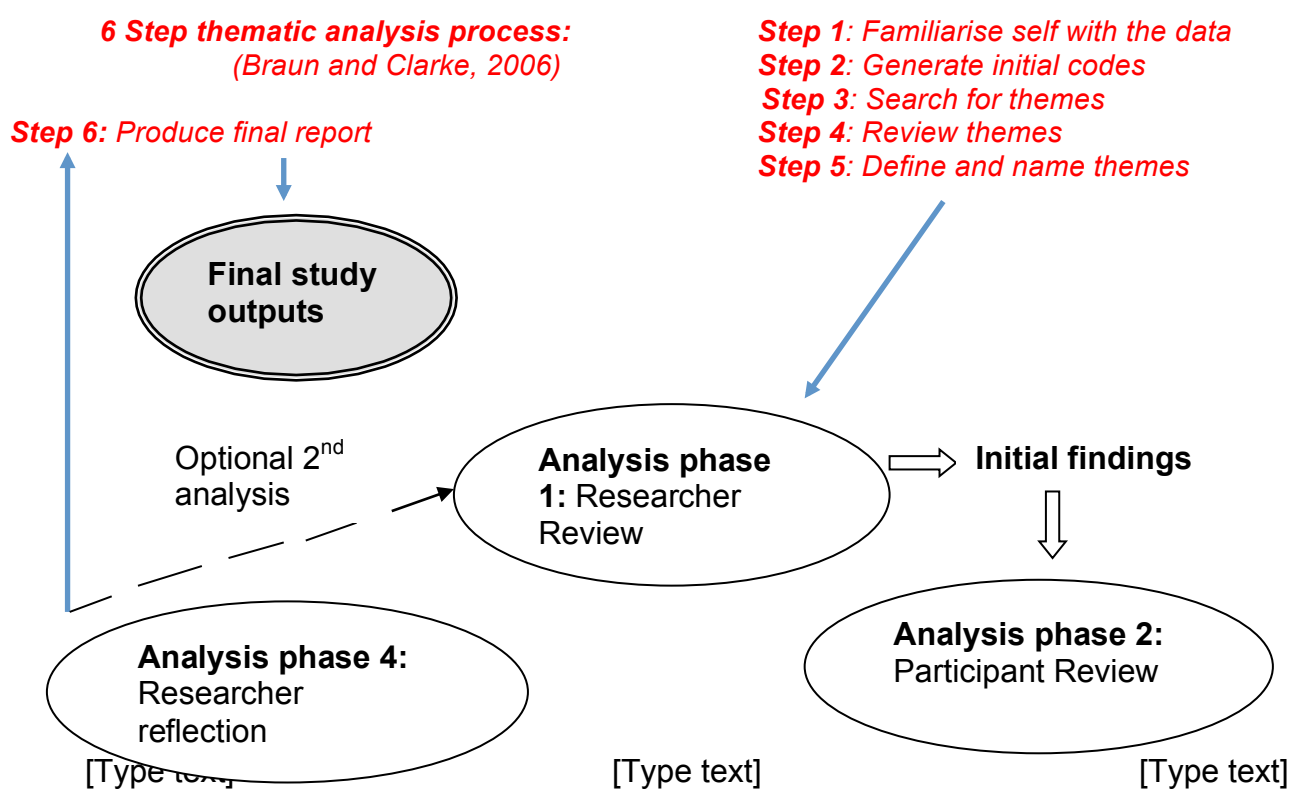 6 Step thematic analysis process:
(Braun and Clarke, 2006)
Step 1: Familiarise self with the data
Step 2: Generate initial codes
Step 3: Search for themes
Step 4: Review themes
Step 5: Define and name themes
Step 6: Produce final report
Final study
outputs
Optional 2nd
analysis
Analysis phase
1: Researcher
Review
Initial findings
Analysis phase 2:
Participant Review
Analysis phase 4:
Researcher
reflection
[Type text]
[Type text]
[Type text]